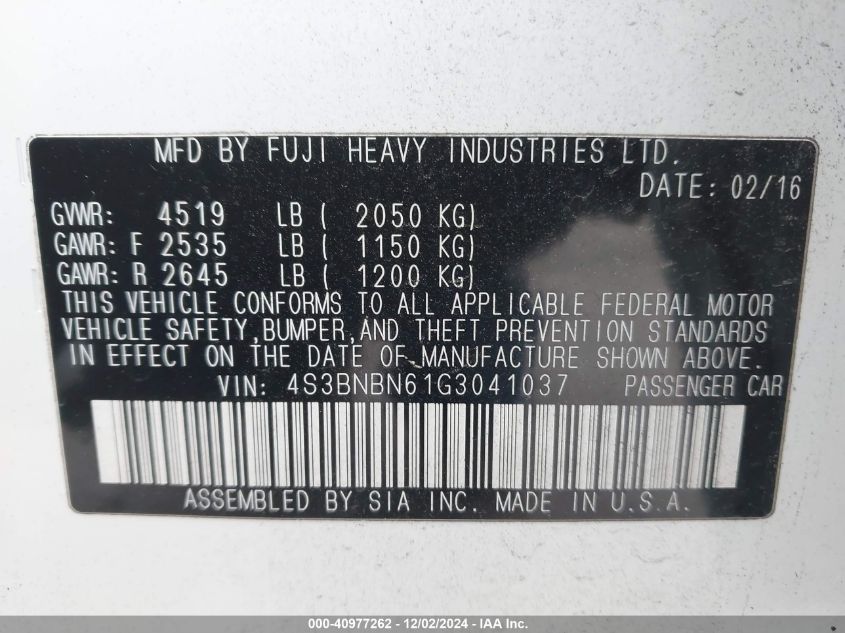 MFD BY FUJI HEAVY INDUSTRIES LTD.
DATE: 02/16
GVWR: 4519 LB ( 2050 KG)
GAWR: F 2535 LB ( 1150 KG)
GAWR: R 2645 LB ( 1200 KG)
THIS VEHICLE CONFORMS TO ALL APPLICABLE FEDERAL MOTOR
VEHICLE SAFETY,BUMPER,AND THEFT PREVENTION STANDARDS
IN EFFECT ON THE DATE OF MANUFACTURE SHOWN ABOVE.
VIN: 4S3BNBN61G3041037 PASSENGER CAR
ASSEMBLED BY SIA INC. MADE IN U.S.A.
000-40977262 - 12/02/2024 - IAA Inc.